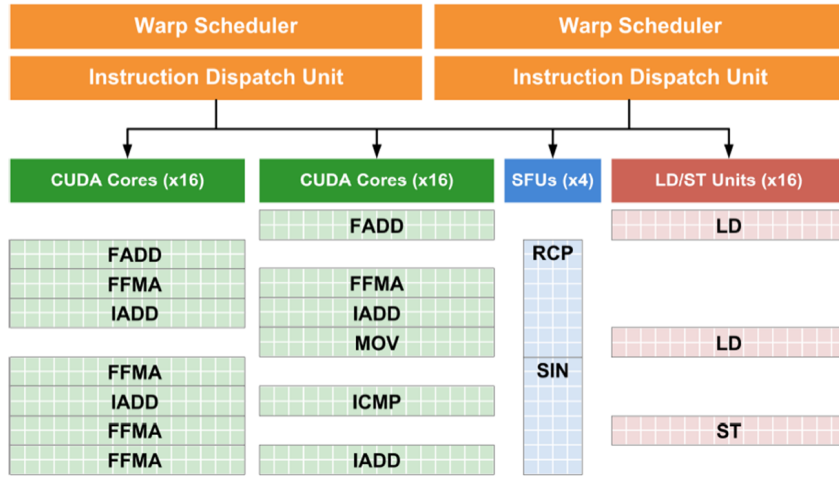 Warp Scheduler
Warp Scheduler
Instruction Dispatch Unit
Instruction Dispatch Unit
CUDA Cores (x16)
CUDA Cores (x16)
SFUs (x4)
LD/ST Units (x16)
FADD
LD
FADD
RCP
FFMA
FFMA
IADD
IADD
MOV
LD
FFMA
SIN
IADD
ICMP
FFMA
ST
FFMA
IADD